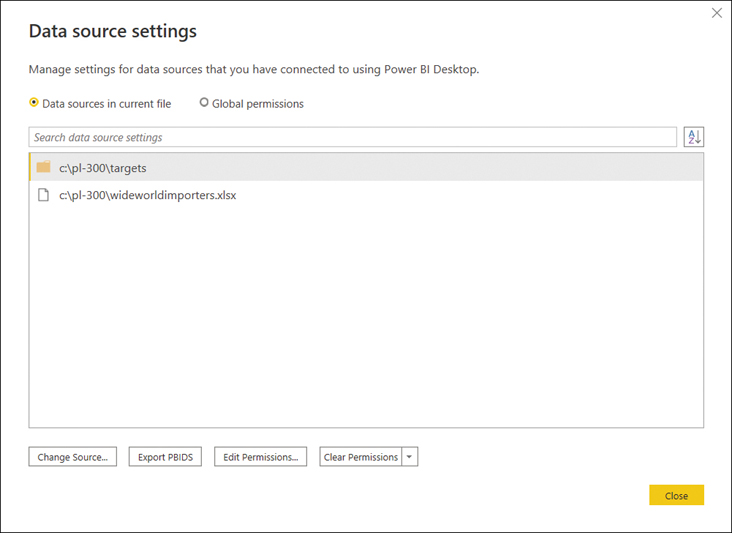 Data source settings
Manage settings for data sources that you have connected to using Power BI Desktop.
Data sources in current file Global permissions
Search data source settings
A
Z
c:\pl-300\targets
c:\pl-300\wideworldimporters.xlsx
Change Source... Export PBIDS Edit Permissions... Clear Permissions
Close